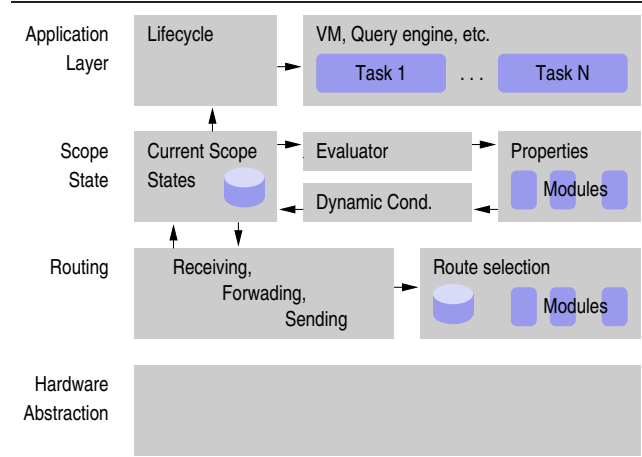 Application
Layer
Lifecycle
VM, Query engine, etc.
Task 1
. . .
Task N
Scope
State
Current Scope
States
Evaluator
Properties
Modules
Dynamic Cond.
Routing
Receiving,
Forwading,
Sending
Route selection
Modules
Hardware
Abstraction